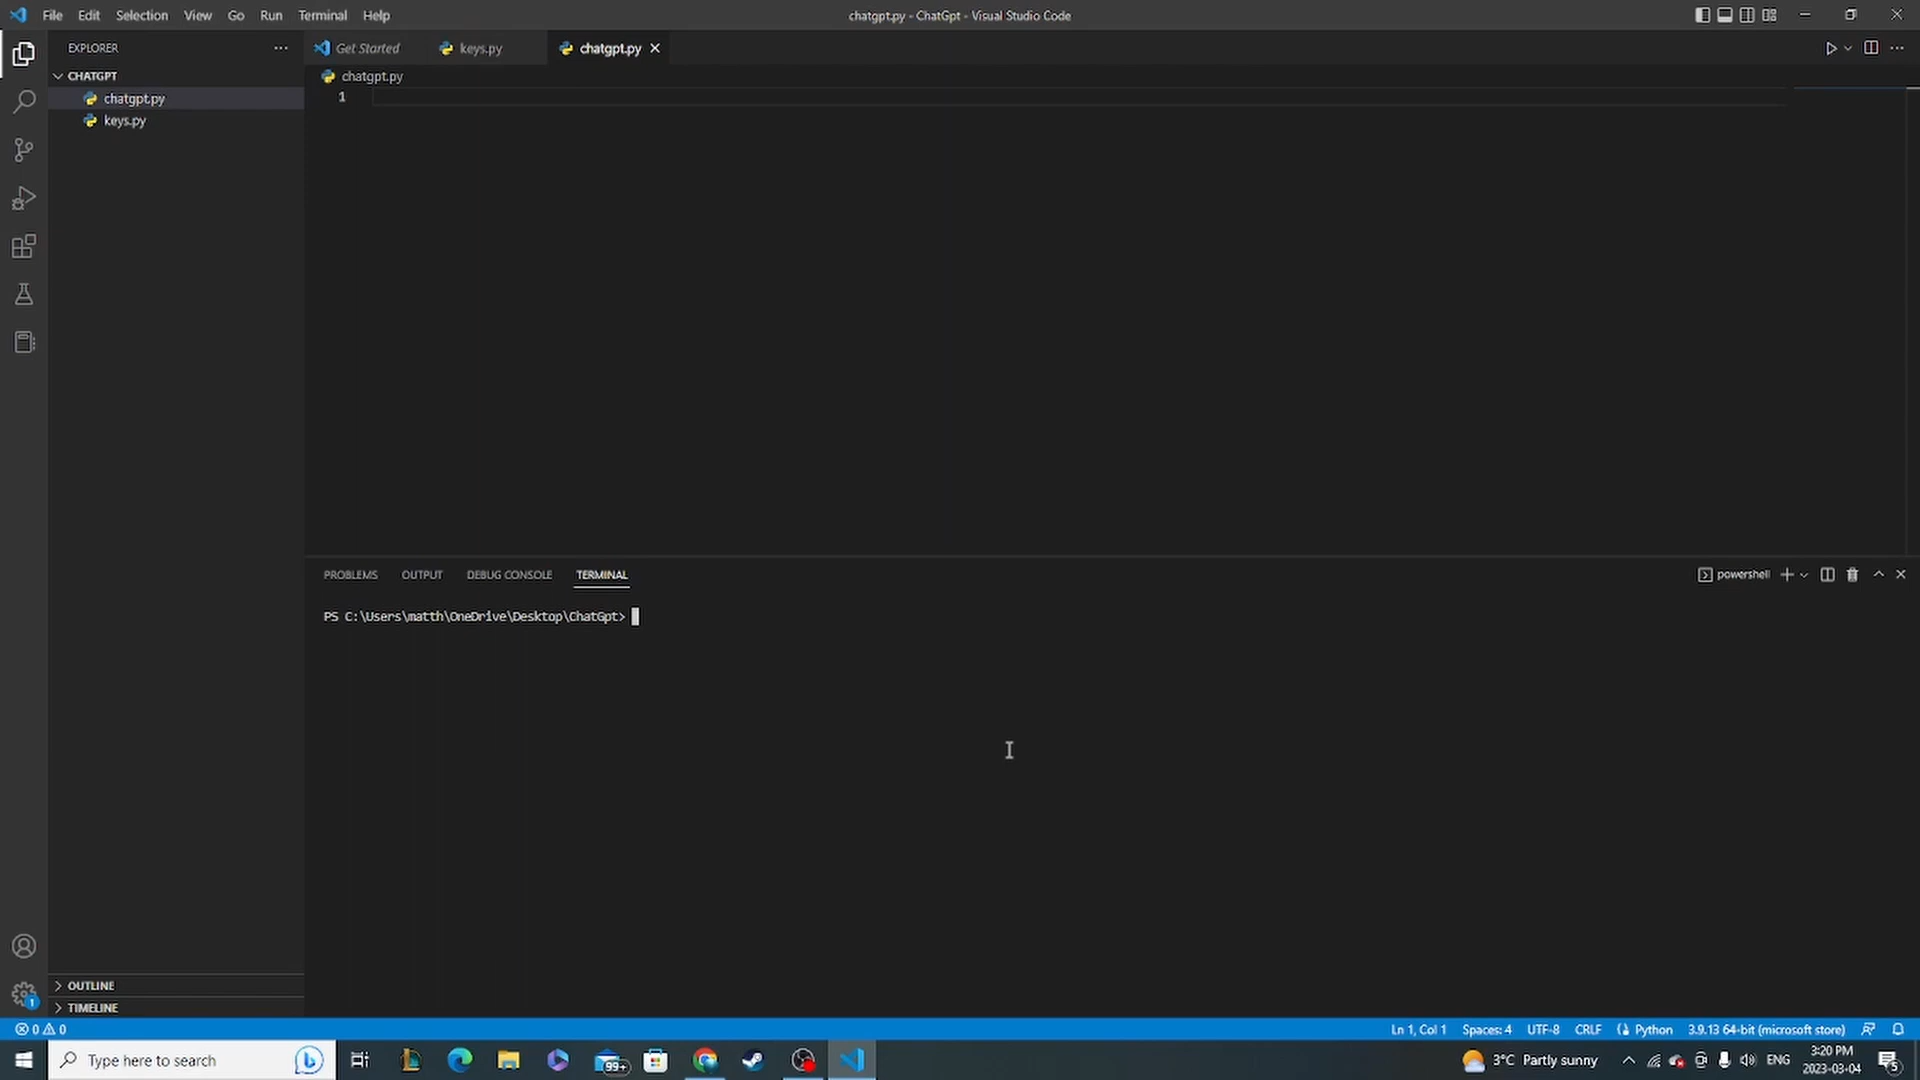 File Edit Selection View Go Run Terminal Help
chatgpt.py - ChatGpt - Visual Studio Code
EXPLORER
Get Started
keys.py
chatgpt.py
CHATGPT
chatgpt.py
chatgpt.py
1
keys.py
PROBLEMS OUTPUT DEBUG CONSOLE TERMINAL
powershell
PS C:\Users\matth\OneDrive\Desktop\ChatGpt>
OUTLINE
1
TIMELINE
0 0
Ln 1, Col 1 Spaces: 4 UTF-8 CRLF Python 3.9.13 64-bit (microsoft store)
Type here to search
99+
3°C Partly sunny
ENG
3:20 PM
2023-03-04
5